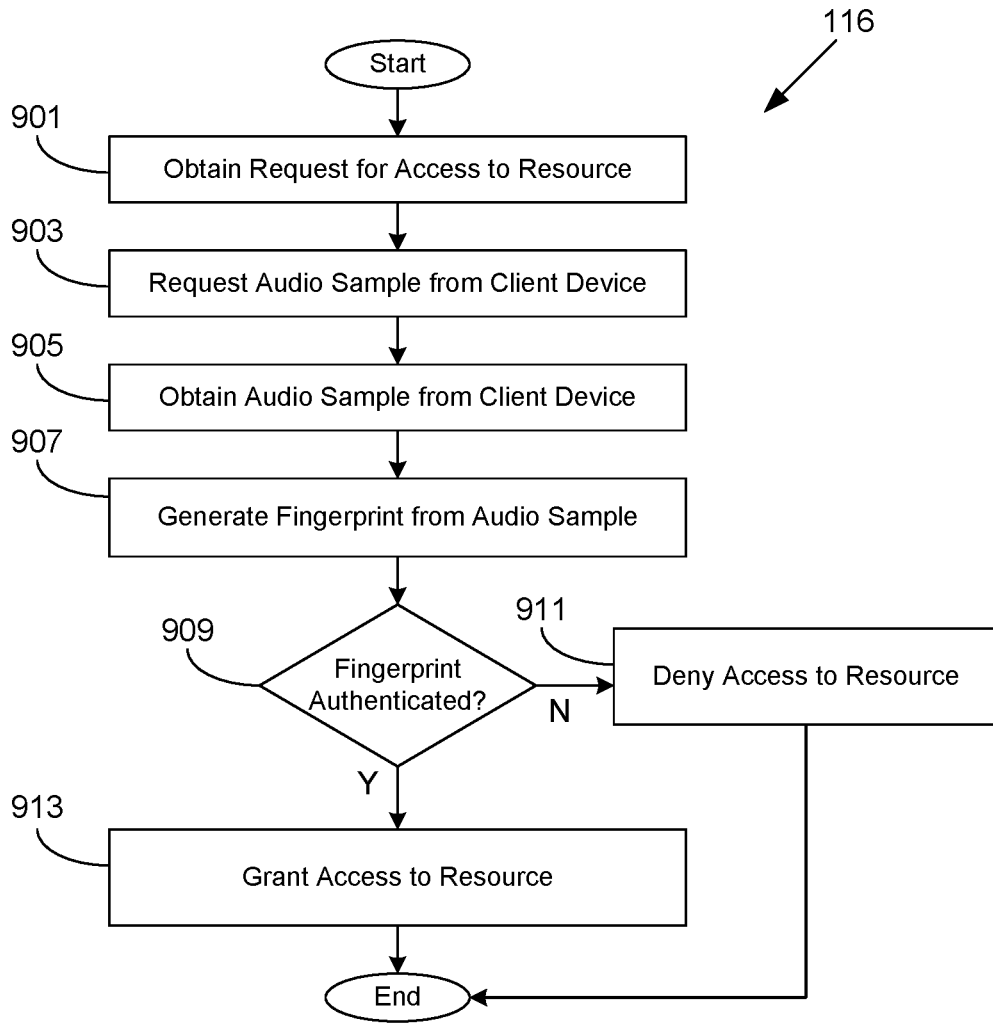 116
Start
901
Obtain Request for Access to Resource
903
Request Audio Sample from Client Device
905
Obtain Audio Sample from Client Device
907
Generate Fingerprint from Audio Sample
909
Fingerprint
Authenticated?
N
911
Deny Access to Resource
Y
913
Grant Access to Resource
End